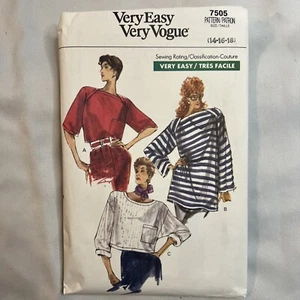 Very Easy
Very Vogue®
7505
PATTERN/PATRON
SIZE/TAILLE
(14-16-18)
Sewing Rating/Classification-Couture
VERY EASY/TRÈS FACILE
A
B
C